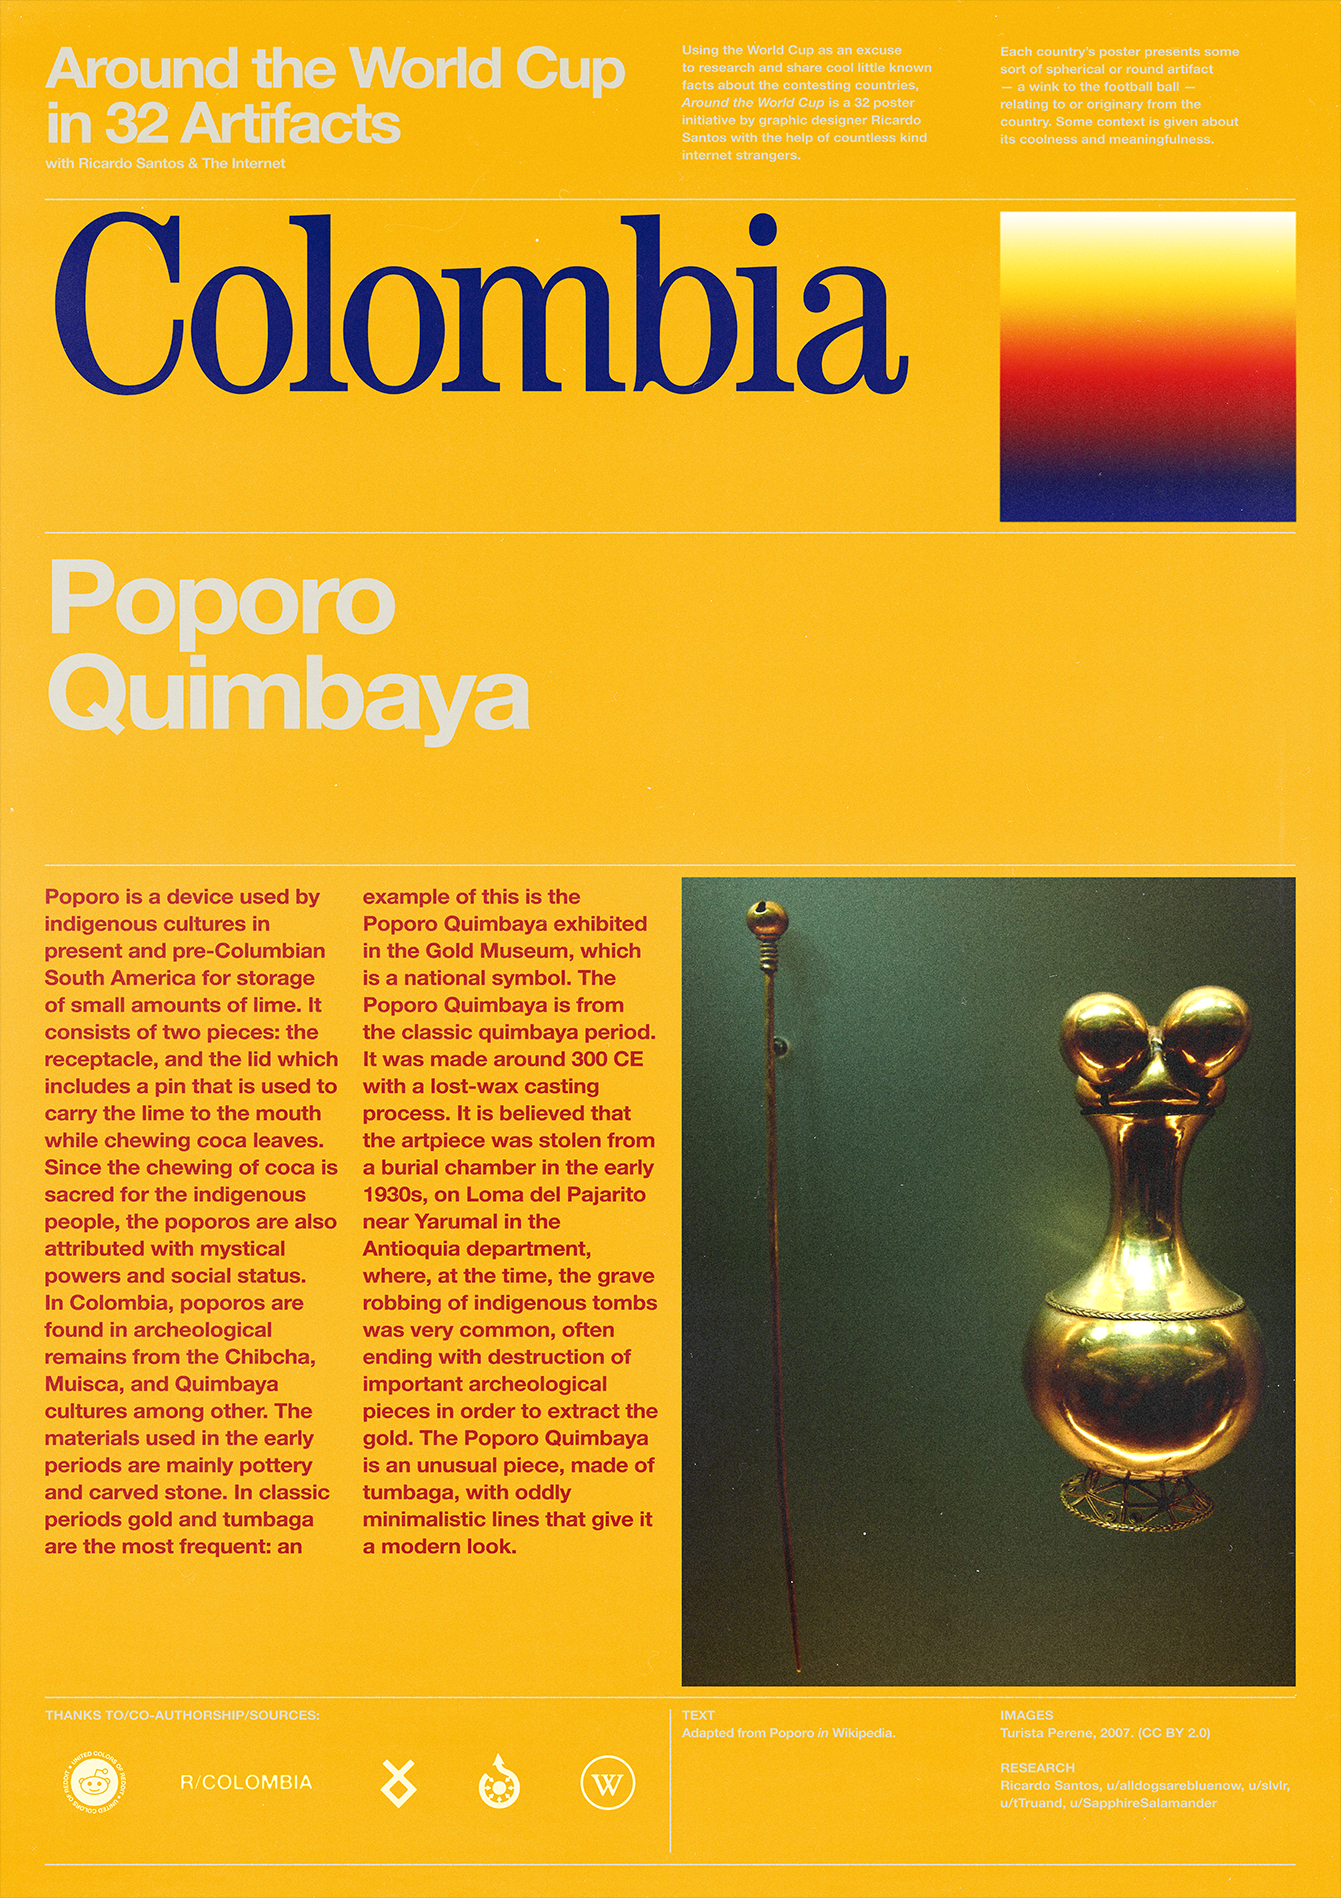 Around the World Cup
in 32 Artifacts
with Ricardo Santos & The Internet
Using the World Cup as an excuse
to research and share cool little known
facts about the contesting countries,
Around the World Cup is a 32 poster
initiative by graphic designer Ricardo
Santos with the help of countless kind
internet strangers.
Each country's poster presents some
sort of spherical or round artifact
— a wink to the football ball —
relating to or originary from the
country. Some context is given about
its coolness and meaningfulness.
Colombia
Poporo
Quimbaya
Poporo is a device used by
indigenous cultures in
present and pre-Columbian
South America for storage
of small amounts of lime. It
consists of two pieces: the
receptacle, and the lid which
includes a pin that is used to
carry the lime to the mouth
while chewing coca leaves.
Since the chewing of coca is
sacred for the indigenous
people, the poporos are also
attributed with mystical
powers and social status.
In Colombia, poporos are
found in archeological
remains from the Chibcha,
Muisca, and Quimbaya
cultures among other. The
materials used in the early
periods are mainly pottery
and carved stone. In classic
periods gold and tumbaga
are the most frequent: an
example of this is the
Poporo Quimbaya exhibited
in the Gold Museum, which
is a national symbol. The
Poporo Quimbaya is from
the classic quimbaya period.
It was made around 300 CE
with a lost-wax casting
process. It is believed that
the artpiece was stolen from
a burial chamber in the early
1930s, on Loma del Pajarito
near Yarumal in the
Antioquia department,
where, at the time, the grave
robbing of indigenous tombs
was very common, often
ending with destruction of
important archeological
pieces in order to extract the
gold. The Poporo Quimbaya
is an unusual piece, made of
tumbaga, with oddly
minimalistic lines that give it
a modern look.
THANKS TO/CO-AUTHORSHIP/SOURCES:
UNITED COLORS OF REDDIT • UNITED COLORS OF REDDIT •
R/COLOMBIA
W
TEXT
Adapted from Poporo in Wikipedia.
IMAGES
Turista Perene, 2007. (CC BY 2.0)
RESEARCH
Ricardo Santos, u/alldogsarebluenow, u/slvlr,
u/tTruand, u/SapphireSalamander